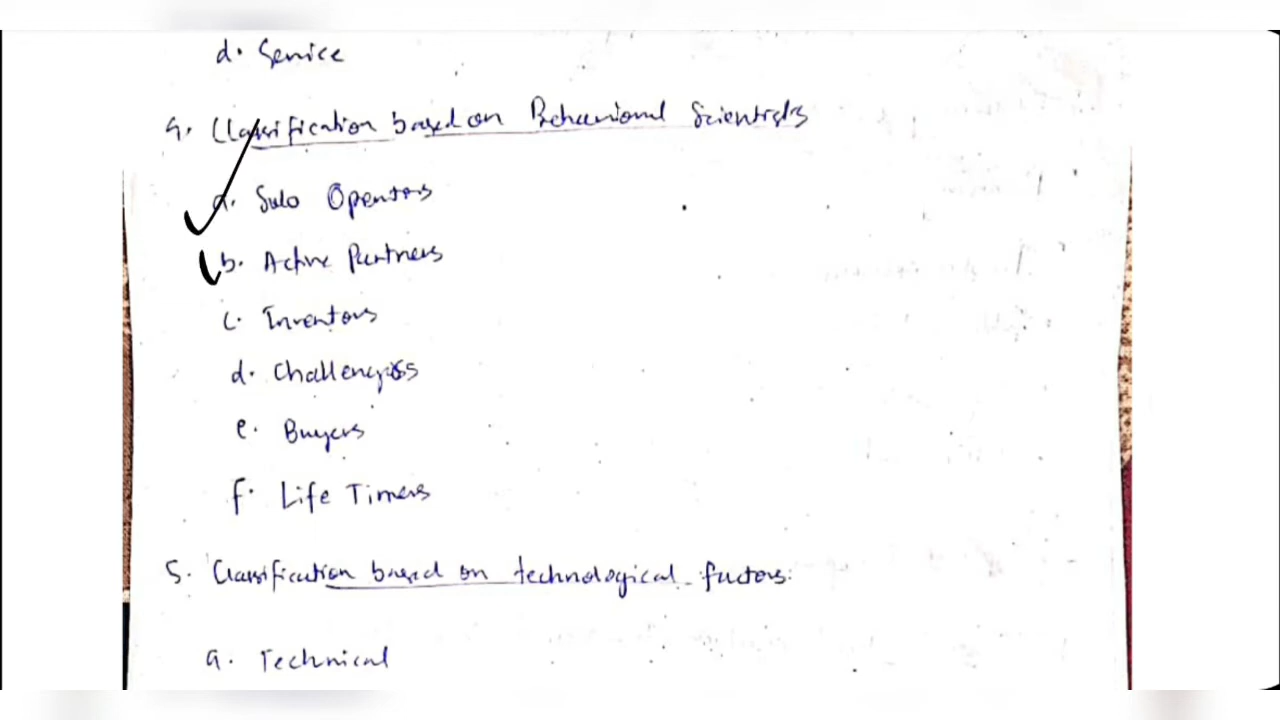 d. Service
4. Classification based on Behavioral Scientists
a. Solo Operators
b. Active Partners
c. Inventors
d. Challengers
e. Buyers
f. Life Timers
5. Classification based on technological factors:
a. Technical